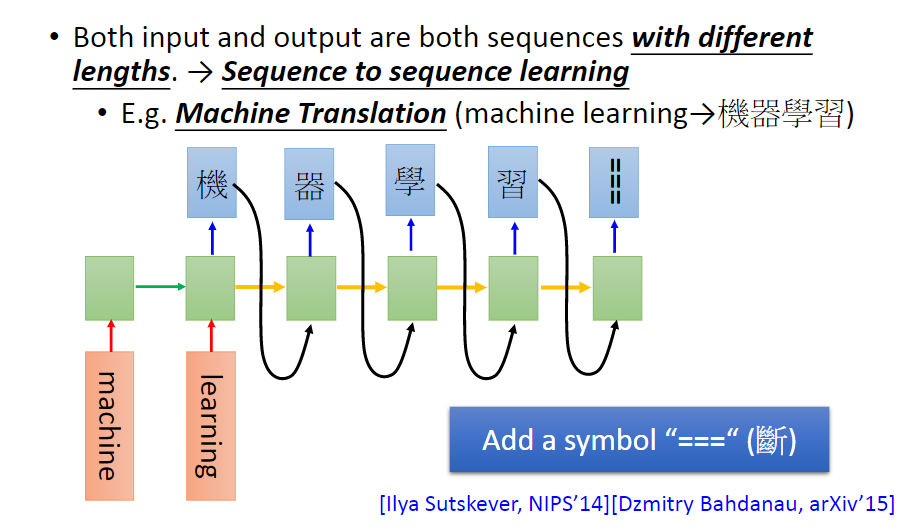 • Both input and output are both sequences with different
lengths. → Sequence to sequence learning
• E.g. Machine Translation (machine learning→機器學習)
機 器 學 習 ===
machine learning
Add a symbol “===“ (斷)
[Ilya Sutskever, NIPS’14][Dzmitry Bahdanau, arXiv’15]